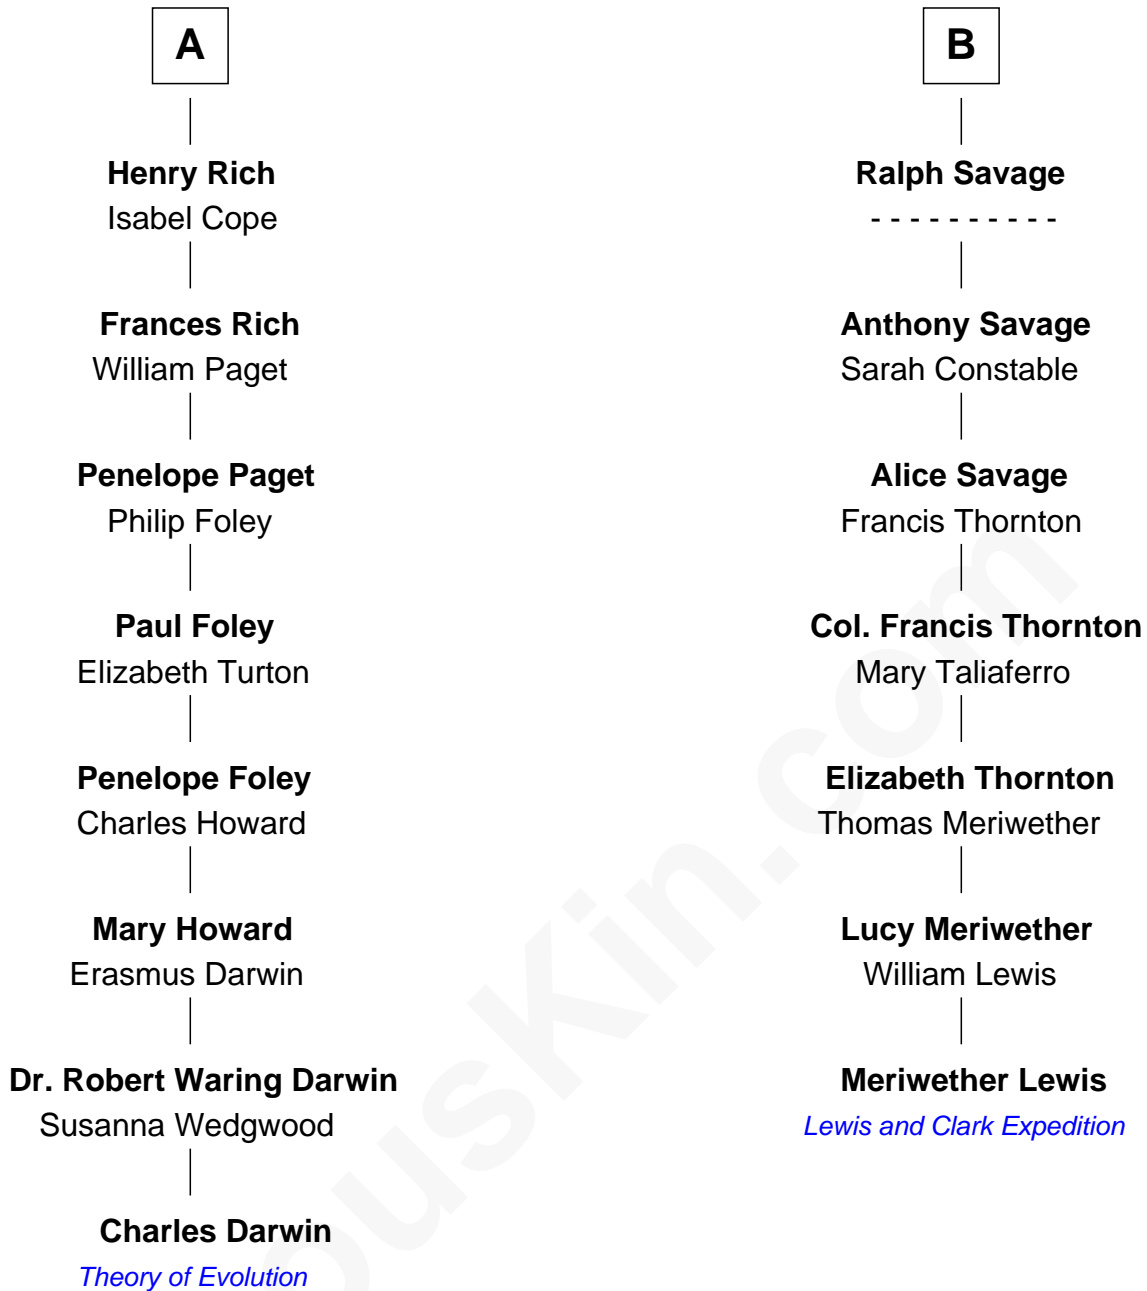 A
Henry Rich
Isabel Cope
Frances Rich
William Paget
Penelope Paget
Philip Foley
Paul Foley
Elizabeth Turton
Penelope Foley
Charles Howard
Mary Howard
Erasmus Darwin
Dr. Robert Waring Darwin
Susanna Wedgwood
Charles Darwin
Theory of Evolution
B
Ralph Savage
- - - - - - - - - -
Anthony Savage
Sarah Constable
Alice Savage
Francis Thornton
Col. Francis Thornton
Mary Taliaferro
Elizabeth Thornton
Thomas Meriwether
Lucy Meriwether
William Lewis
Meriwether Lewis
Lewis and Clark Expedition
ousKin.com